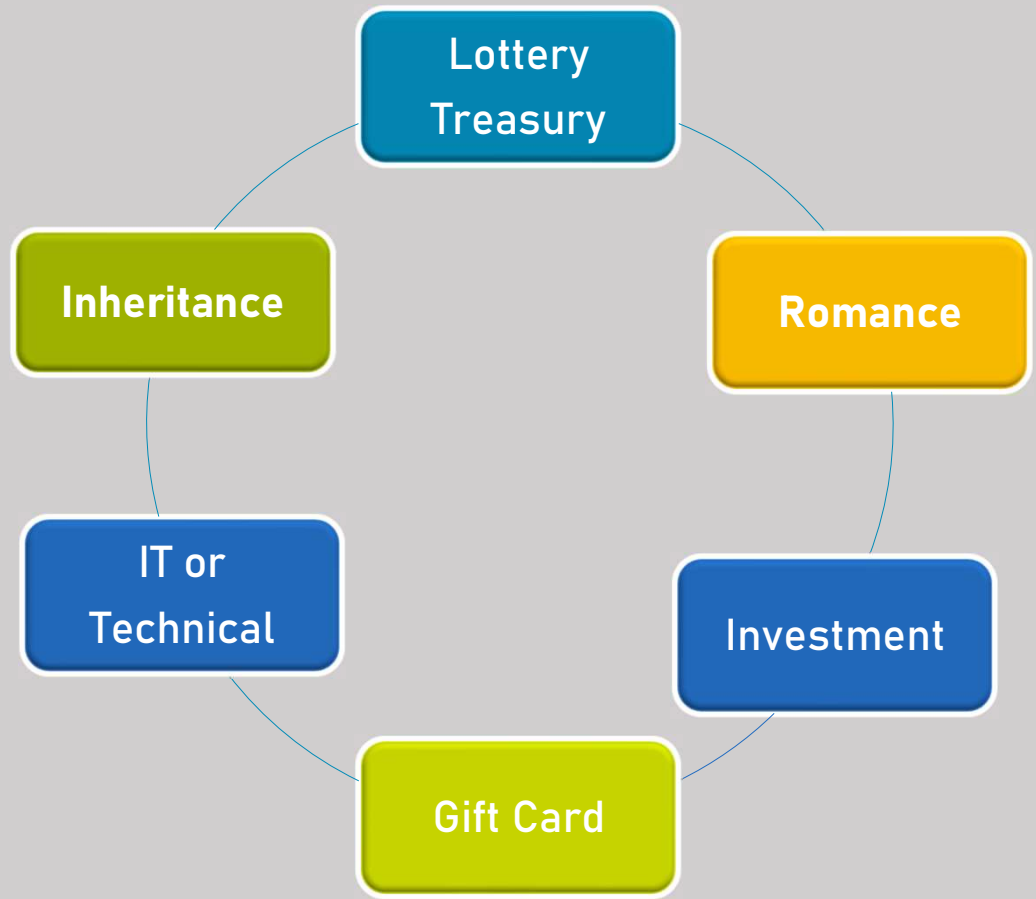 Lottery
Treasury
Inheritance
Romance
IT or
Technical
Investment
Gift Card